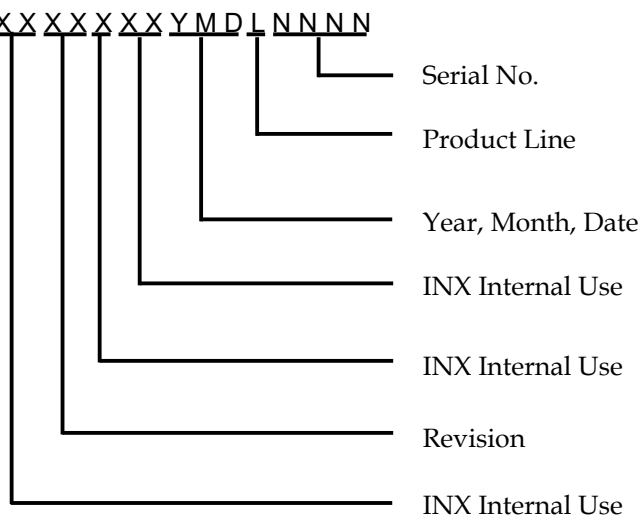 X X X X X X X Y M D L N N N N
Serial No.
Product Line
Year, Month, Date
INX Internal Use
INX Internal Use
Revision
INX Internal Use